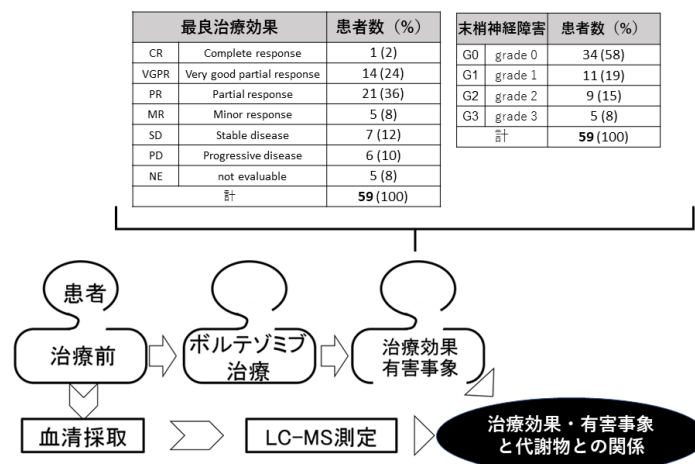 最良治療効果 患者数（%）
CR Complete response 1 (2)
VGPR Very good partial response 14 (24)
PR Partial response 21 (36)
MR Minor response 5 (8)
SD Stable disease 7 (12)
PD Progressive disease 6 (10)
NE not evaluable 5 (8)
計 59 (100)
末梢神経障害 患者数（%）
G0 grade 0 34 (58)
G1 grade 1 11 (19)
G2 grade 2 9 (15)
G3 grade 3 5 (8)
計 59 (100)
患者
治療前
ボルテゾミブ
治療
治療効果
有害事象
血清採取
LC-MS測定
治療効果・有害事象
と代謝物との関係